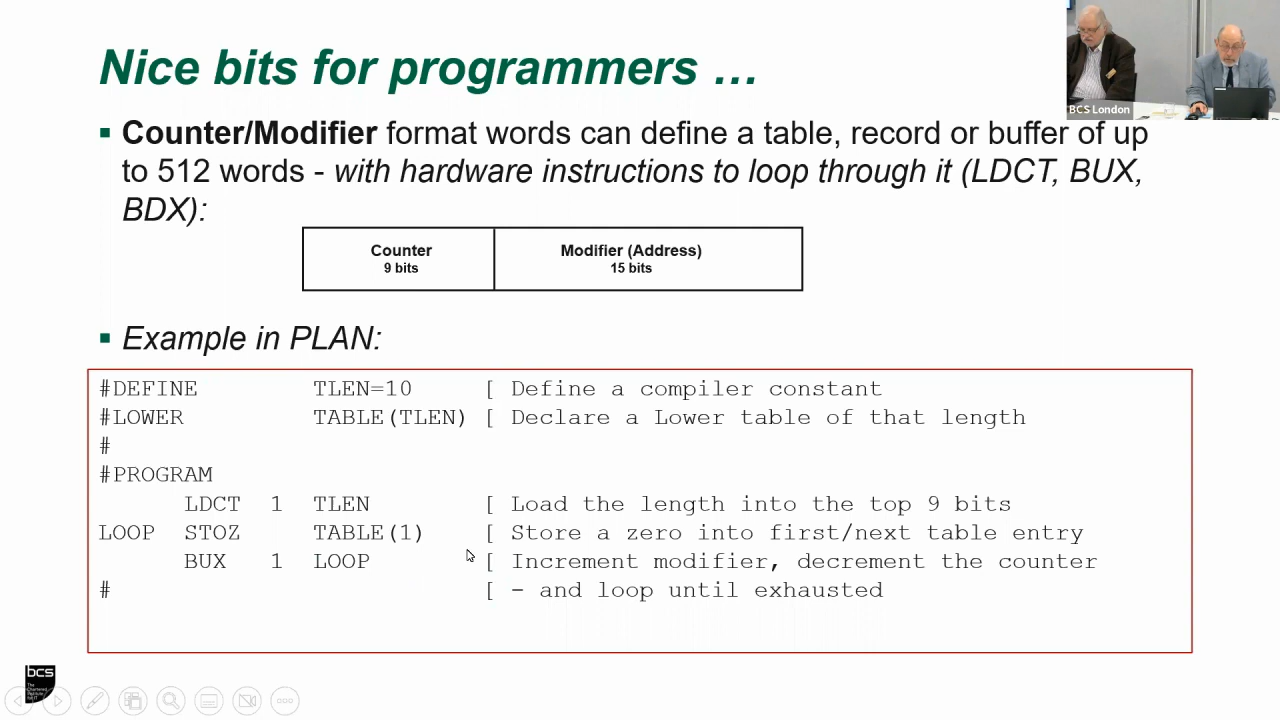 Nice bits for programmers …
BCS London
▪ Counter/Modifier format words can define a table, record or buffer of up
to 512 words - with hardware instructions to loop through it (LDCT, BUX,
BDX):
Counter Modifier (Address)
9 bits 15 bits
▪ Example in PLAN:
#DEFINE        TLEN=10     [ Define a compiler constant
#LOWER         TABLE(TLEN) [ Declare a Lower table of that length
#
#PROGRAM
      LDCT  1  TLEN        [ Load the length into the top 9 bits
LOOP  STOZ     TABLE(1)    [ Store a zero into first/next table entry
      BUX   1  LOOP        [ Increment modifier, decrement the counter
#                          [ - and loop until exhausted
bcs